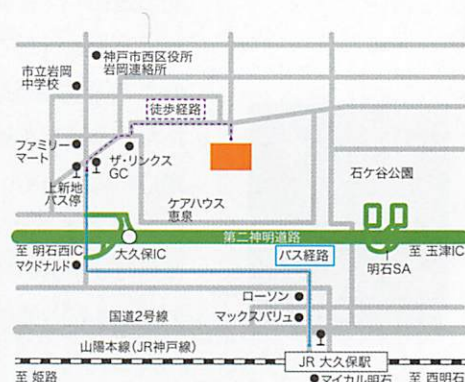 神戸市西区役所
岩岡連絡所
市立岩岡
中学校
徒歩経路
ファミリー
マート
ザ・リンクス
GC
上新地
バス停
石ケ谷公園
ケアハウス
恵泉
第二神明道路
至 明石西IC
大久保IC
バス経路
至 玉津IC
明石SA
マクドナルド
ローソン
国道2号線
マックスバリュ
山陽本線(JR神戸線)
JR 大久保駅
至 姫路
マイカル明石
至 西明石